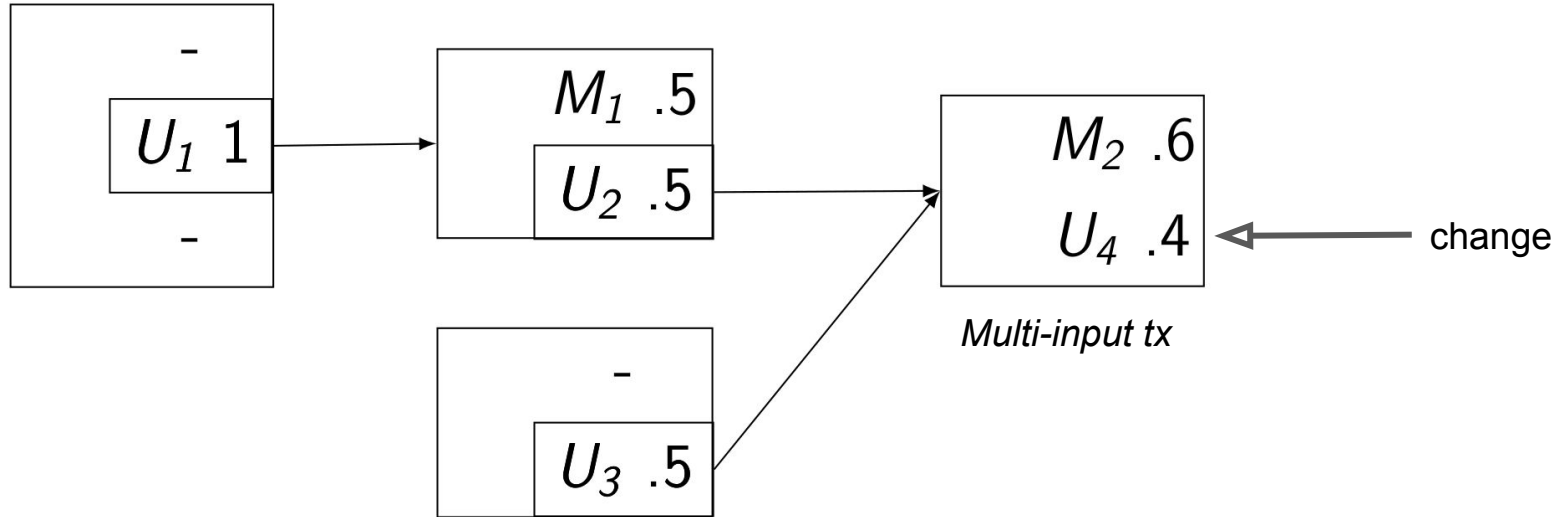 -
U₁ 1
-
M₁ .5
U₂ .5
-
U₃ .5
M₂ .6
U₄ .4
change
Multi-input tx